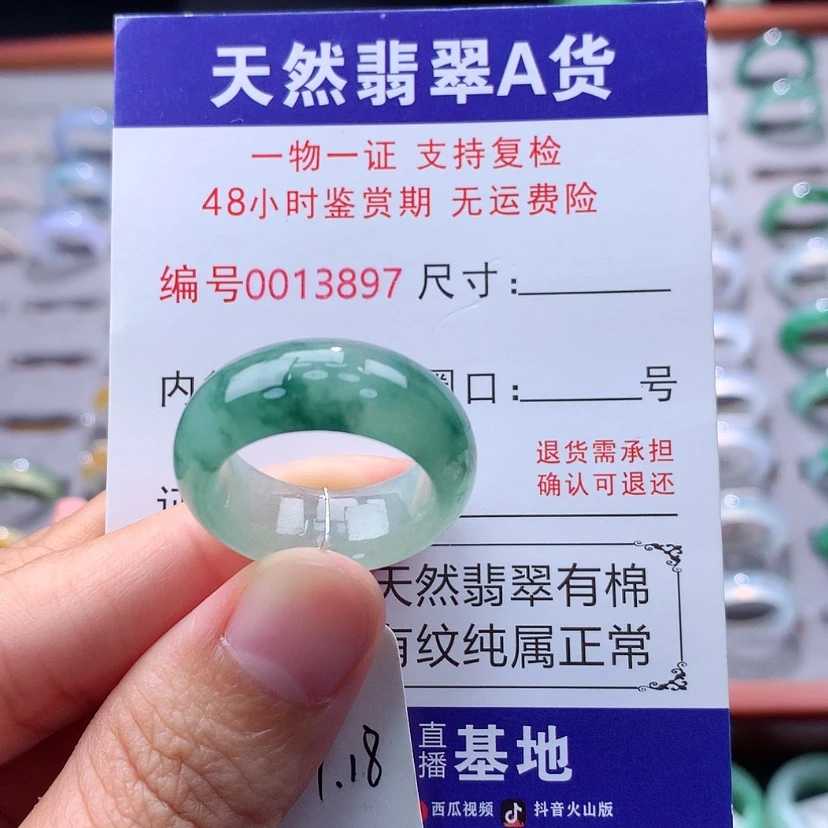 天然翡翠A货
一物一证 支持复检
48小时鉴赏期 无运费险
编号0013897 尺寸:
内 圈口: 号
退货需承担
确认可退还
天然翡翠有棉
有纹纯属正常
直播 基地
西瓜视频 抖音火山版
.18